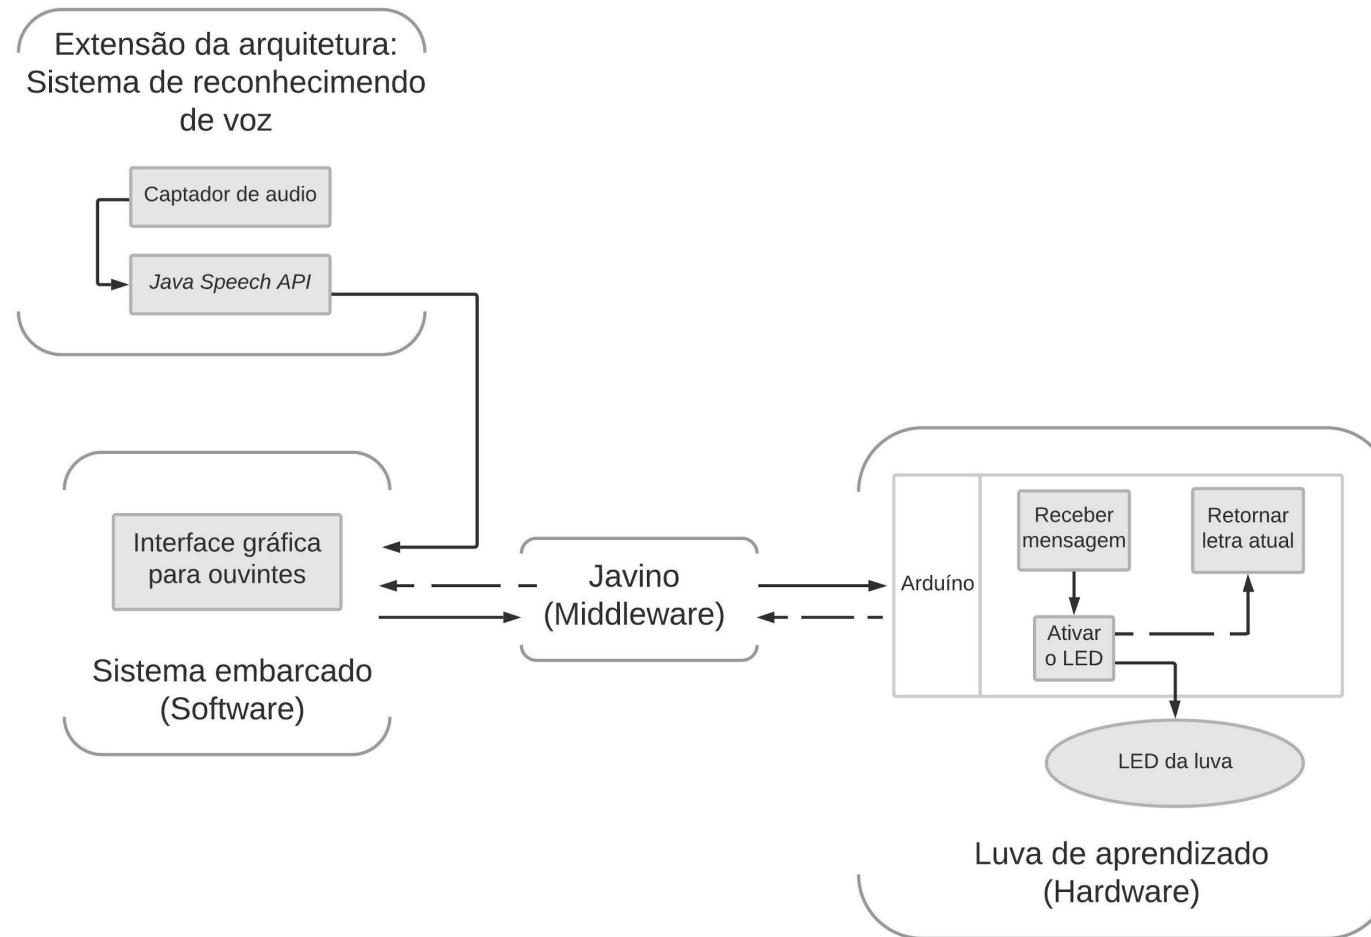 Extensão da arquitetura:
Sistema de reconhecimendo
de voz
Captador de audio
Java Speech API
Interface gráfica
para ouvintes
Sistema embarcado
(Software)
Javino
(Middleware)
Arduíno
Receber
mensagem
Retornar
letra atual
Ativar
o LED
LED da luva
Luva de aprendizado
(Hardware)